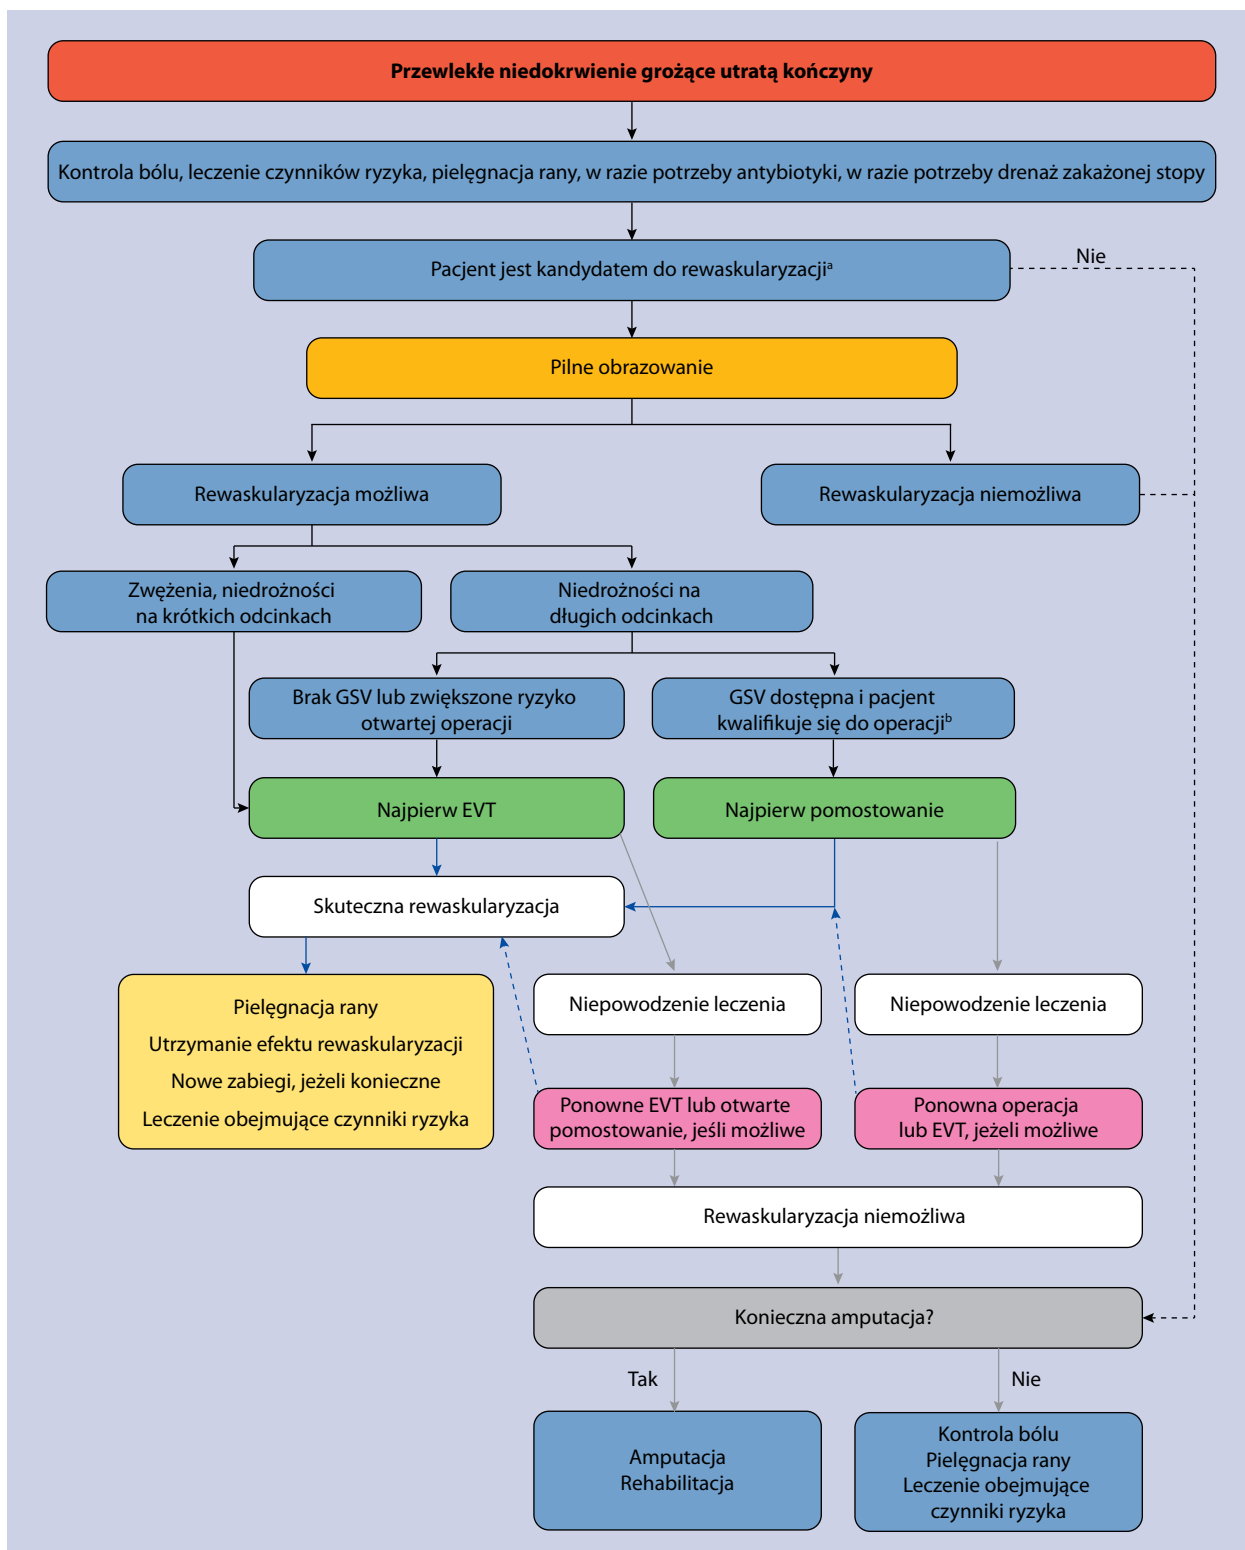 Przewlekłe niedokrwienie grożące utratą kończyny
Kontrola bólu, leczenie czynników ryzyka, pielęgnacja rany, w razie potrzeby antybiotyki, w razie potrzeby drenaż zakażonej stopy
Pacjent jest kandydatem do rewaskularyzacjiᵃ
Nie
Pilne obrazowanie
Rewaskularyzacja możliwa
Rewaskularyzacja niemożliwa
Zwężenia, niedrożności
na krótkich odcinkach
Niedrożności na
długich odcinkach
Brak GSV lub zwiększone ryzyko
otwartej operacji
GSV dostępna i pacjent
kwalifikuje się do operacjiᵇ
Najpierw EVT
Najpierw pomostowanie
Skuteczna rewaskularyzacja
Pielęgnacja rany
Utrzymanie efektu rewaskularyzacji
Nowe zabiegi, jeżeli konieczne
Leczenie obejmujące czynniki ryzyka
Niepowodzenie leczenia
Niepowodzenie leczenia
Ponowne EVT lub otwarte
pomostowanie, jeśli możliwe
Ponowna operacja
lub EVT, jeżeli możliwe
Rewaskularyzacja niemożliwa
Konieczna amputacja?
Tak
Nie
Amputacja
Rehabilitacja
Kontrola bólu
Pielęgnacja rany
Leczenie obejmujące
czynniki ryzyka